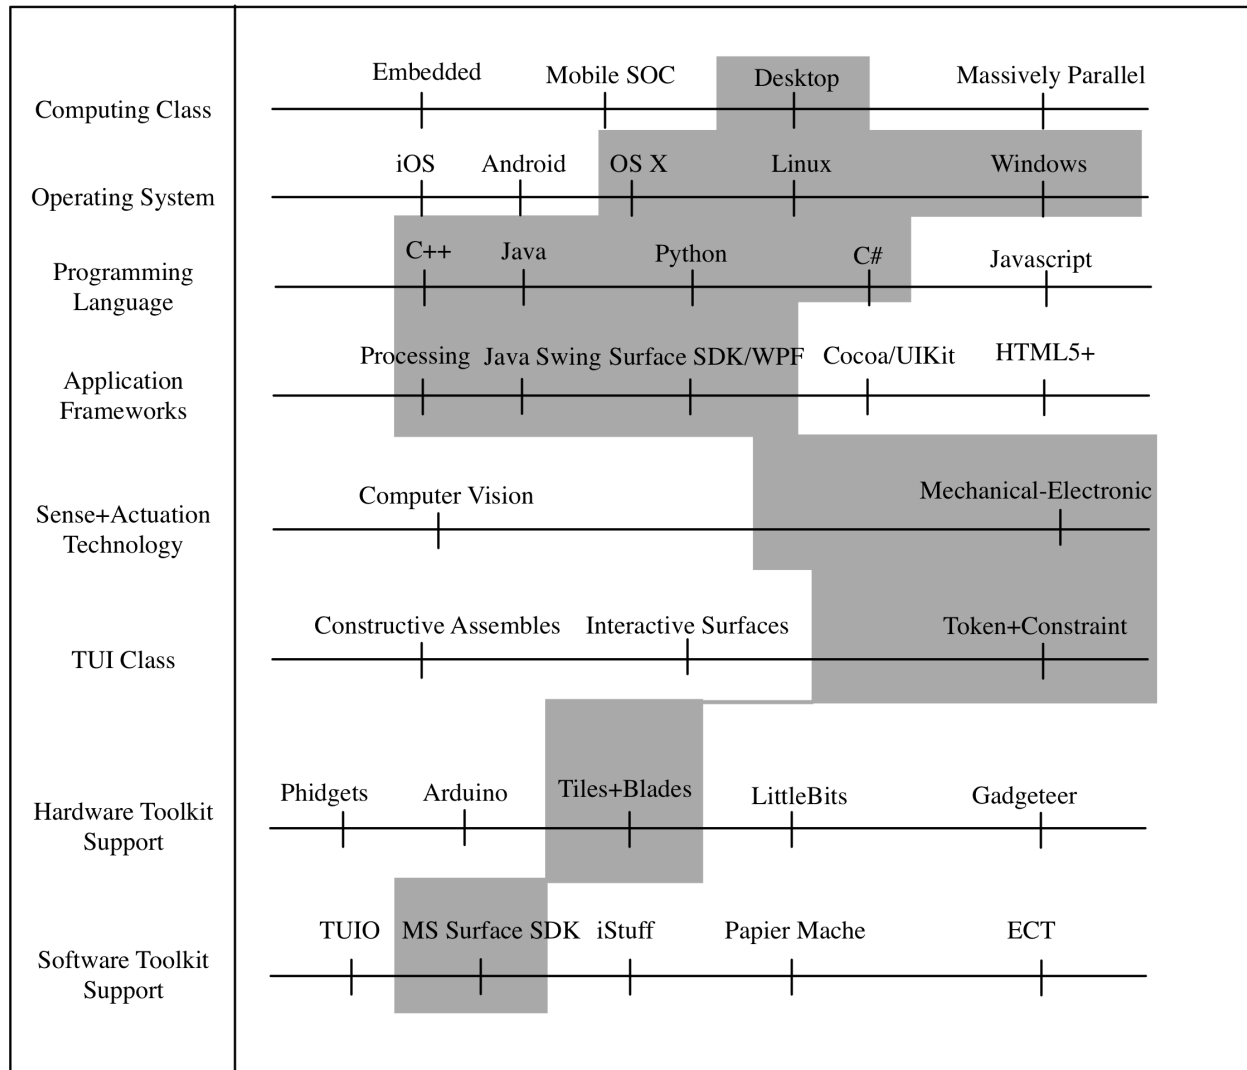 Computing Class
Embedded
Mobile SOC
Desktop
Massively Parallel
Operating System
iOS
Android
OS X
Linux
Windows
Programming
Language
C++
Java
Python
C#
Javascript
Application
Frameworks
Processing
Java Swing
Surface SDK/WPF
Cocoa/UIKit
HTML5+
Sense+Actuation
Technology
Computer Vision
Mechanical-Electronic
TUI Class
Constructive Assembles
Interactive Surfaces
Token+Constraint
Hardware Toolkit
Support
Phidgets
Arduino
Tiles+Blades
LittleBits
Gadgeteer
Software Toolkit
Support
TUIO
MS Surface SDK
iStuff
Papier Mache
ECT